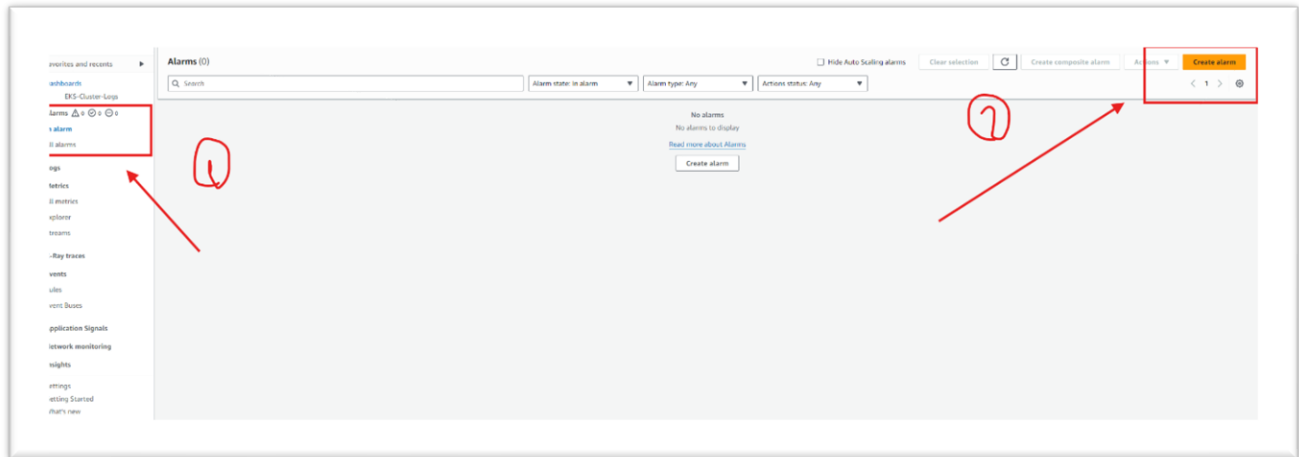 avorites and recents
ashboards
EKS-Cluster-Logs
larms 0 0 0
n alarm
ll alarms
ogs
Metrics
ll metrics
xplorer
treams
-Ray traces
vents
ules
vent Buses
pplication Signals
Network monitoring
nsights
ettings
etting Started
What's new
Alarms (0)
Hide Auto Scaling alarms
Clear selection
Create composite alarm
Actions
Create alarm
Search
Alarm state: In alarm
Alarm type: Any
Actions status: Any
1
No alarms
No alarms to display
Read more about Alarms
Create alarm
1
2